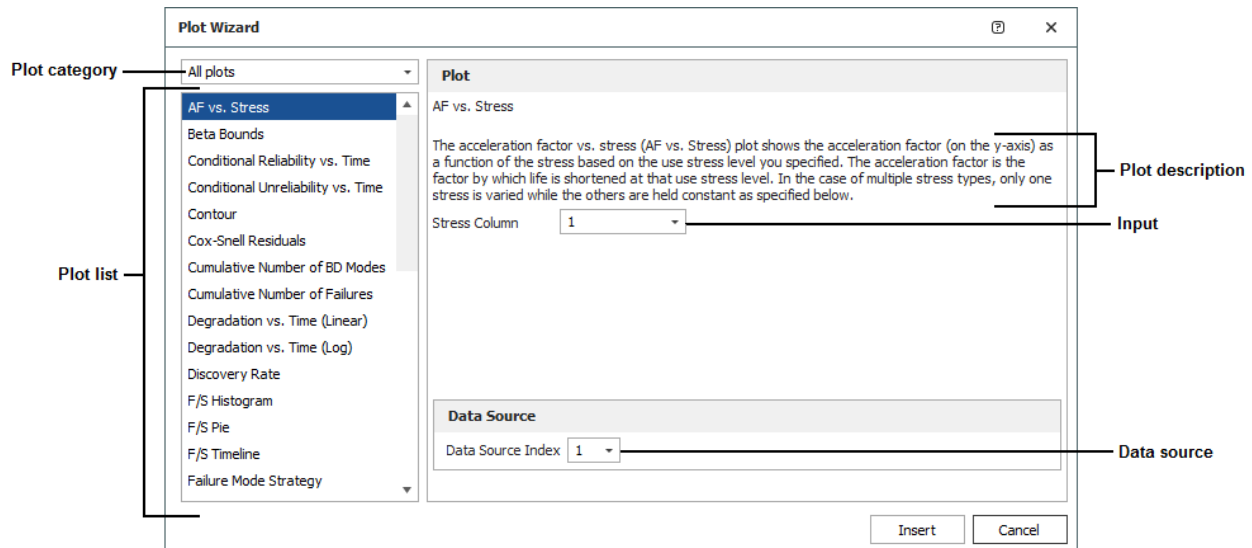 Plot Wizard
Plot category
All plots
Plot list
AF vs. Stress
Beta Bounds
Conditional Reliability vs. Time
Conditional Unreliability vs. Time
Contour
Cox-Snell Residuals
Cumulative Number of BD Modes
Cumulative Number of Failures
Degradation vs. Time (Linear)
Degradation vs. Time (Log)
Discovery Rate
F/S Histogram
F/S Pie
F/S Timeline
Failure Mode Strategy
Plot
AF vs. Stress
The acceleration factor vs. stress (AF vs. Stress) plot shows the acceleration factor (on the y-axis) as
a function of the stress based on the use stress level you specified. The acceleration factor is the
factor by which life is shortened at that use stress level. In the case of multiple stress types, only one
stress is varied while the others are held constant as specified below.
Plot description
Stress Column 1
Input
Data Source
Data Source Index 1
Data source
Insert
Cancel